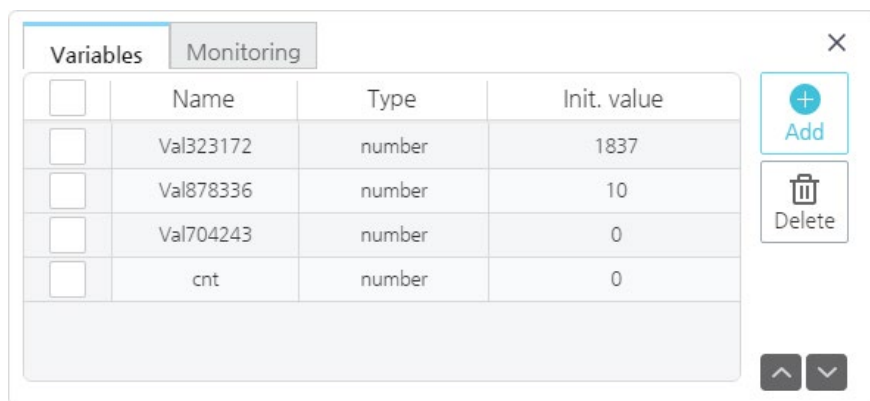 Variables Monitoring
Name Type Init. value
Add
Val323172 number 1837
Val878336 number 10
Delete
Val704243 number 0
cnt number 0